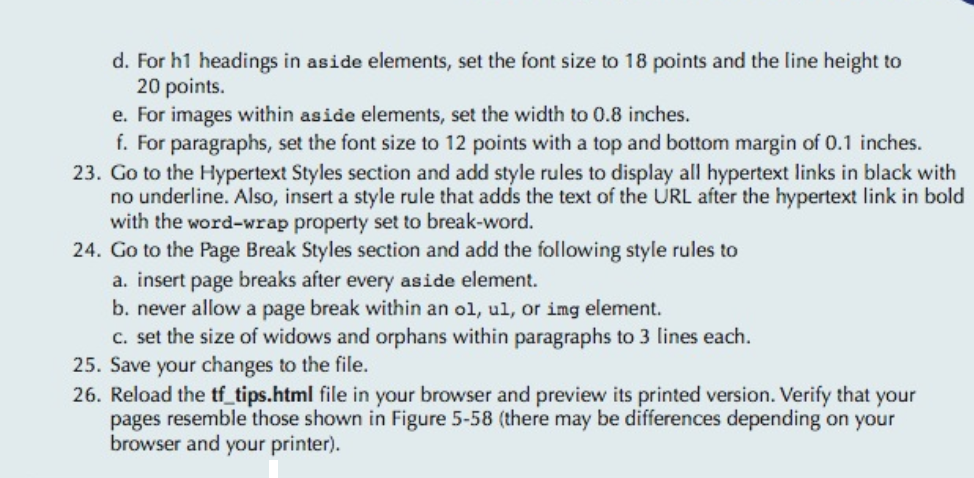 d. For h1 headings in aside elements, set the font size to 18 points and the line height to
20 points.
e. For images within aside elements, set the width to 0.8 inches.
f. For paragraphs, set the font size to 12 points with a top and bottom margin of 0.1 inches.
23. Go to the Hypertext Styles section and add style rules to display all hypertext links in black with
no underline. Also, insert a style rule that adds the text of the URL after the hypertext link in bold
with the word-wrap property set to break-word.
24. Go to the Page Break Styles section and add the following style rules to
a. insert page breaks after every aside element.
b. never allow a page break within an ol, ul, or img element.
c. set the size of widows and orphans within paragraphs to 3 lines each.
25. Save your changes to the file.
26. Reload the tf_tips.html file in your browser and preview its printed version. Verify that your
pages resemble those shown in Figure 5-58 (there may be differences depending on your
browser and your printer).